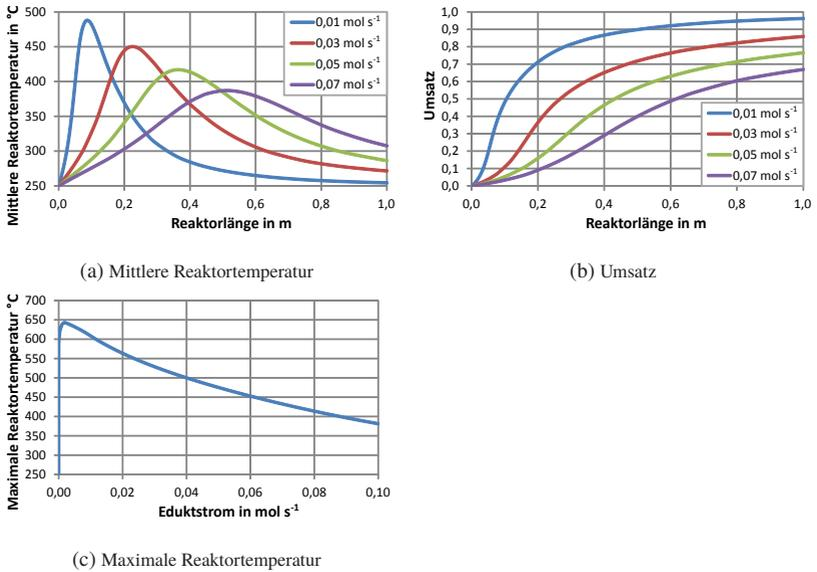 Mittlere Reaktortemperatur in °C
500
450
400
350
300
250
0,0
0,2
0,4
0,6
0,8
1,0
Reaktorlänge in m
0,01 mol s⁻¹
0,03 mol s⁻¹
0,05 mol s⁻¹
0,07 mol s⁻¹
(a) Mittlere Reaktortemperatur
Umsatz
1,0
0,9
0,8
0,7
0,6
0,5
0,4
0,3
0,2
0,1
0,0
0,0
0,2
0,4
0,6
0,8
1,0
Reaktorlänge in m
0,01 mol s⁻¹
0,03 mol s⁻¹
0,05 mol s⁻¹
0,07 mol s⁻¹
(b) Umsatz
Maximale Reaktortemperatur °C
700
650
600
550
500
450
400
350
300
250
0,00
0,02
0,04
0,06
0,08
0,10
Eduktstrom in mol s⁻¹
(c) Maximale Reaktortemperatur